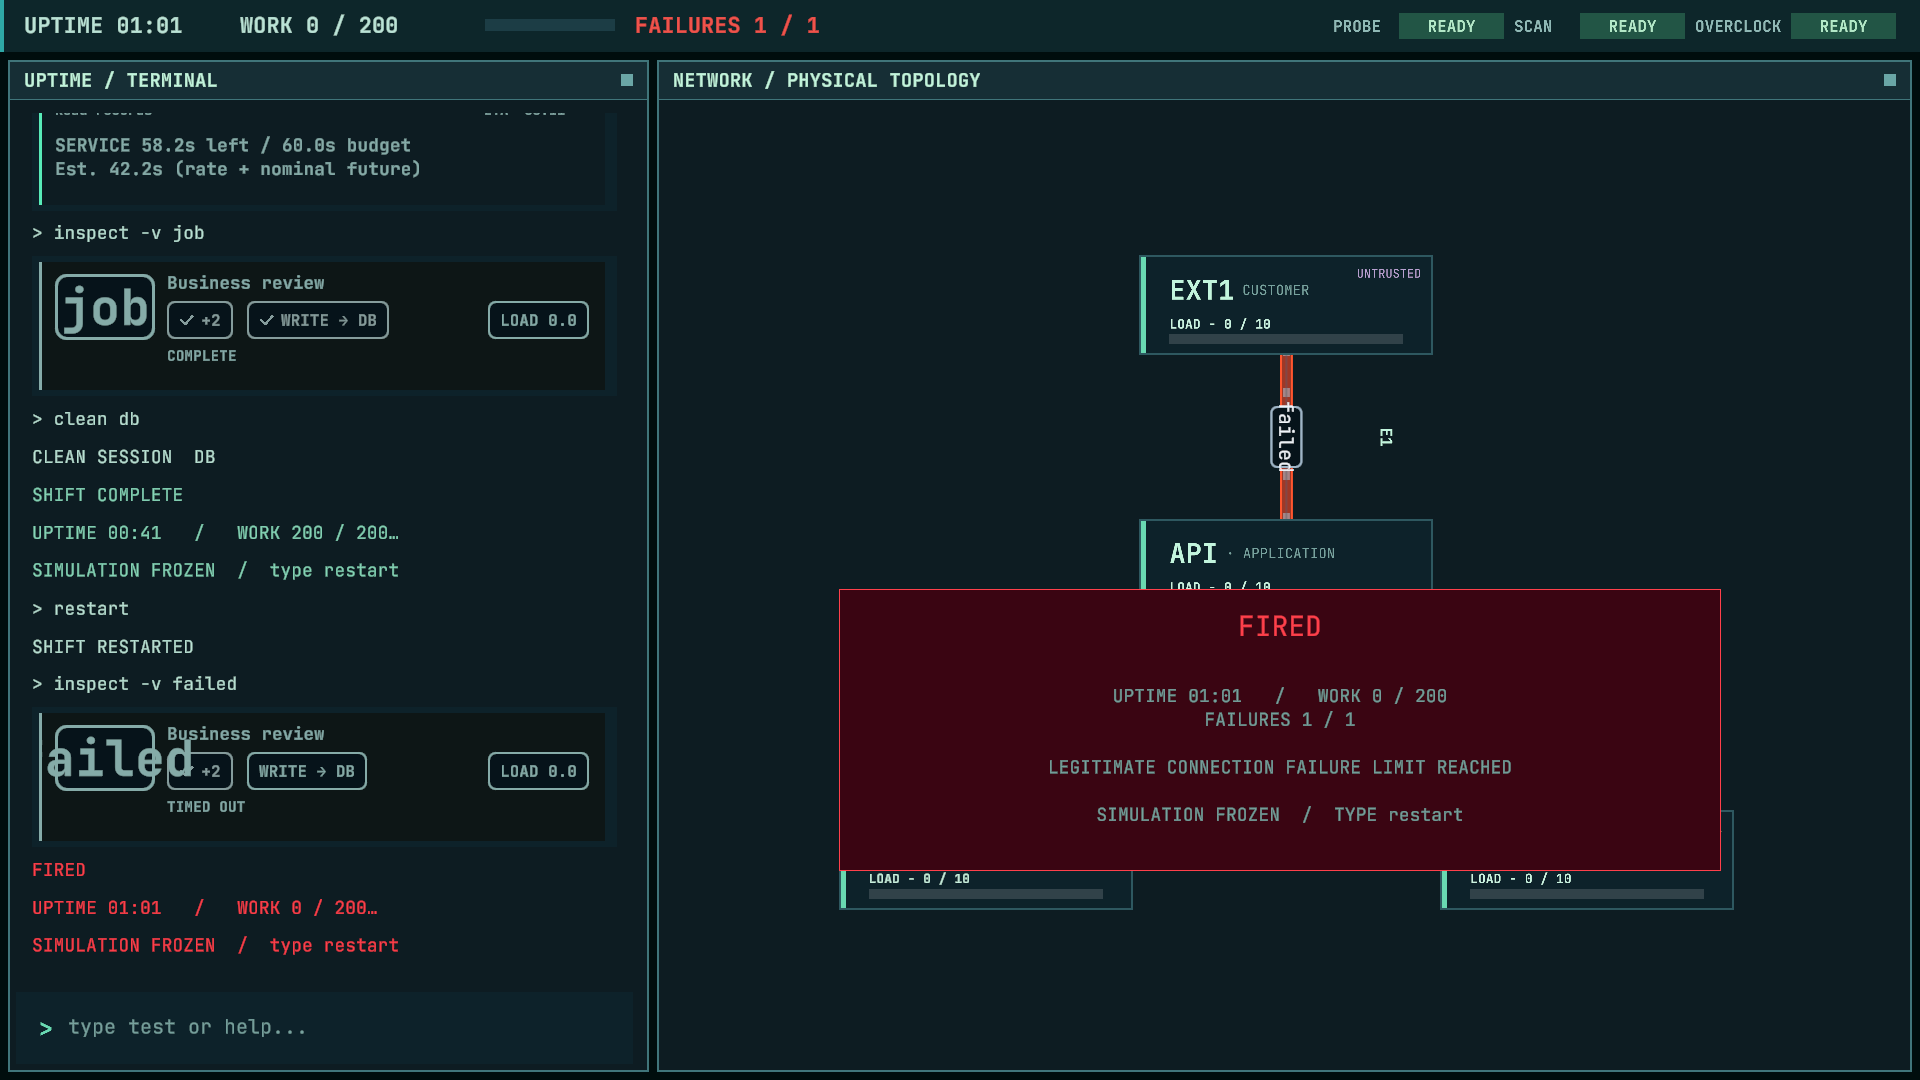 UPTIME 01:01 WORK 0 / 200 FAILURES 1 / 1 PROBE READY SCAN READY OVERCLOCK READY
UPTIME / TERMINAL
SERVICE 58.2s left / 60.0s budget
Est. 42.2s (rate + nominal future)
> inspect -v job
job
Business review
✓ +2 ✓ WRITE → DB LOAD 0.0
COMPLETE
> clean db
CLEAN SESSION DB
SHIFT COMPLETE
UPTIME 00:41 / WORK 200 / 200…
SIMULATION FROZEN / type restart
> restart
SHIFT RESTARTED
> inspect -v failed
Business review
ailed +2 WRITE → DB LOAD 0.0
TIMED OUT
FIRED
UPTIME 01:01 / WORK 0 / 200…
SIMULATION FROZEN / type restart
> type test or help...
NETWORK / PHYSICAL TOPOLOGY
EXT1 CUSTOMER UNTRUSTED
LOAD - 0 / 10
failed
E1
API · APPLICATION
LOAD - 0 / 10
FIRED
UPTIME 01:01 / WORK 0 / 200
FAILURES 1 / 1
LEGITIMATE CONNECTION FAILURE LIMIT REACHED
SIMULATION FROZEN / TYPE restart
LOAD - 0 / 10
LOAD - 0 / 10